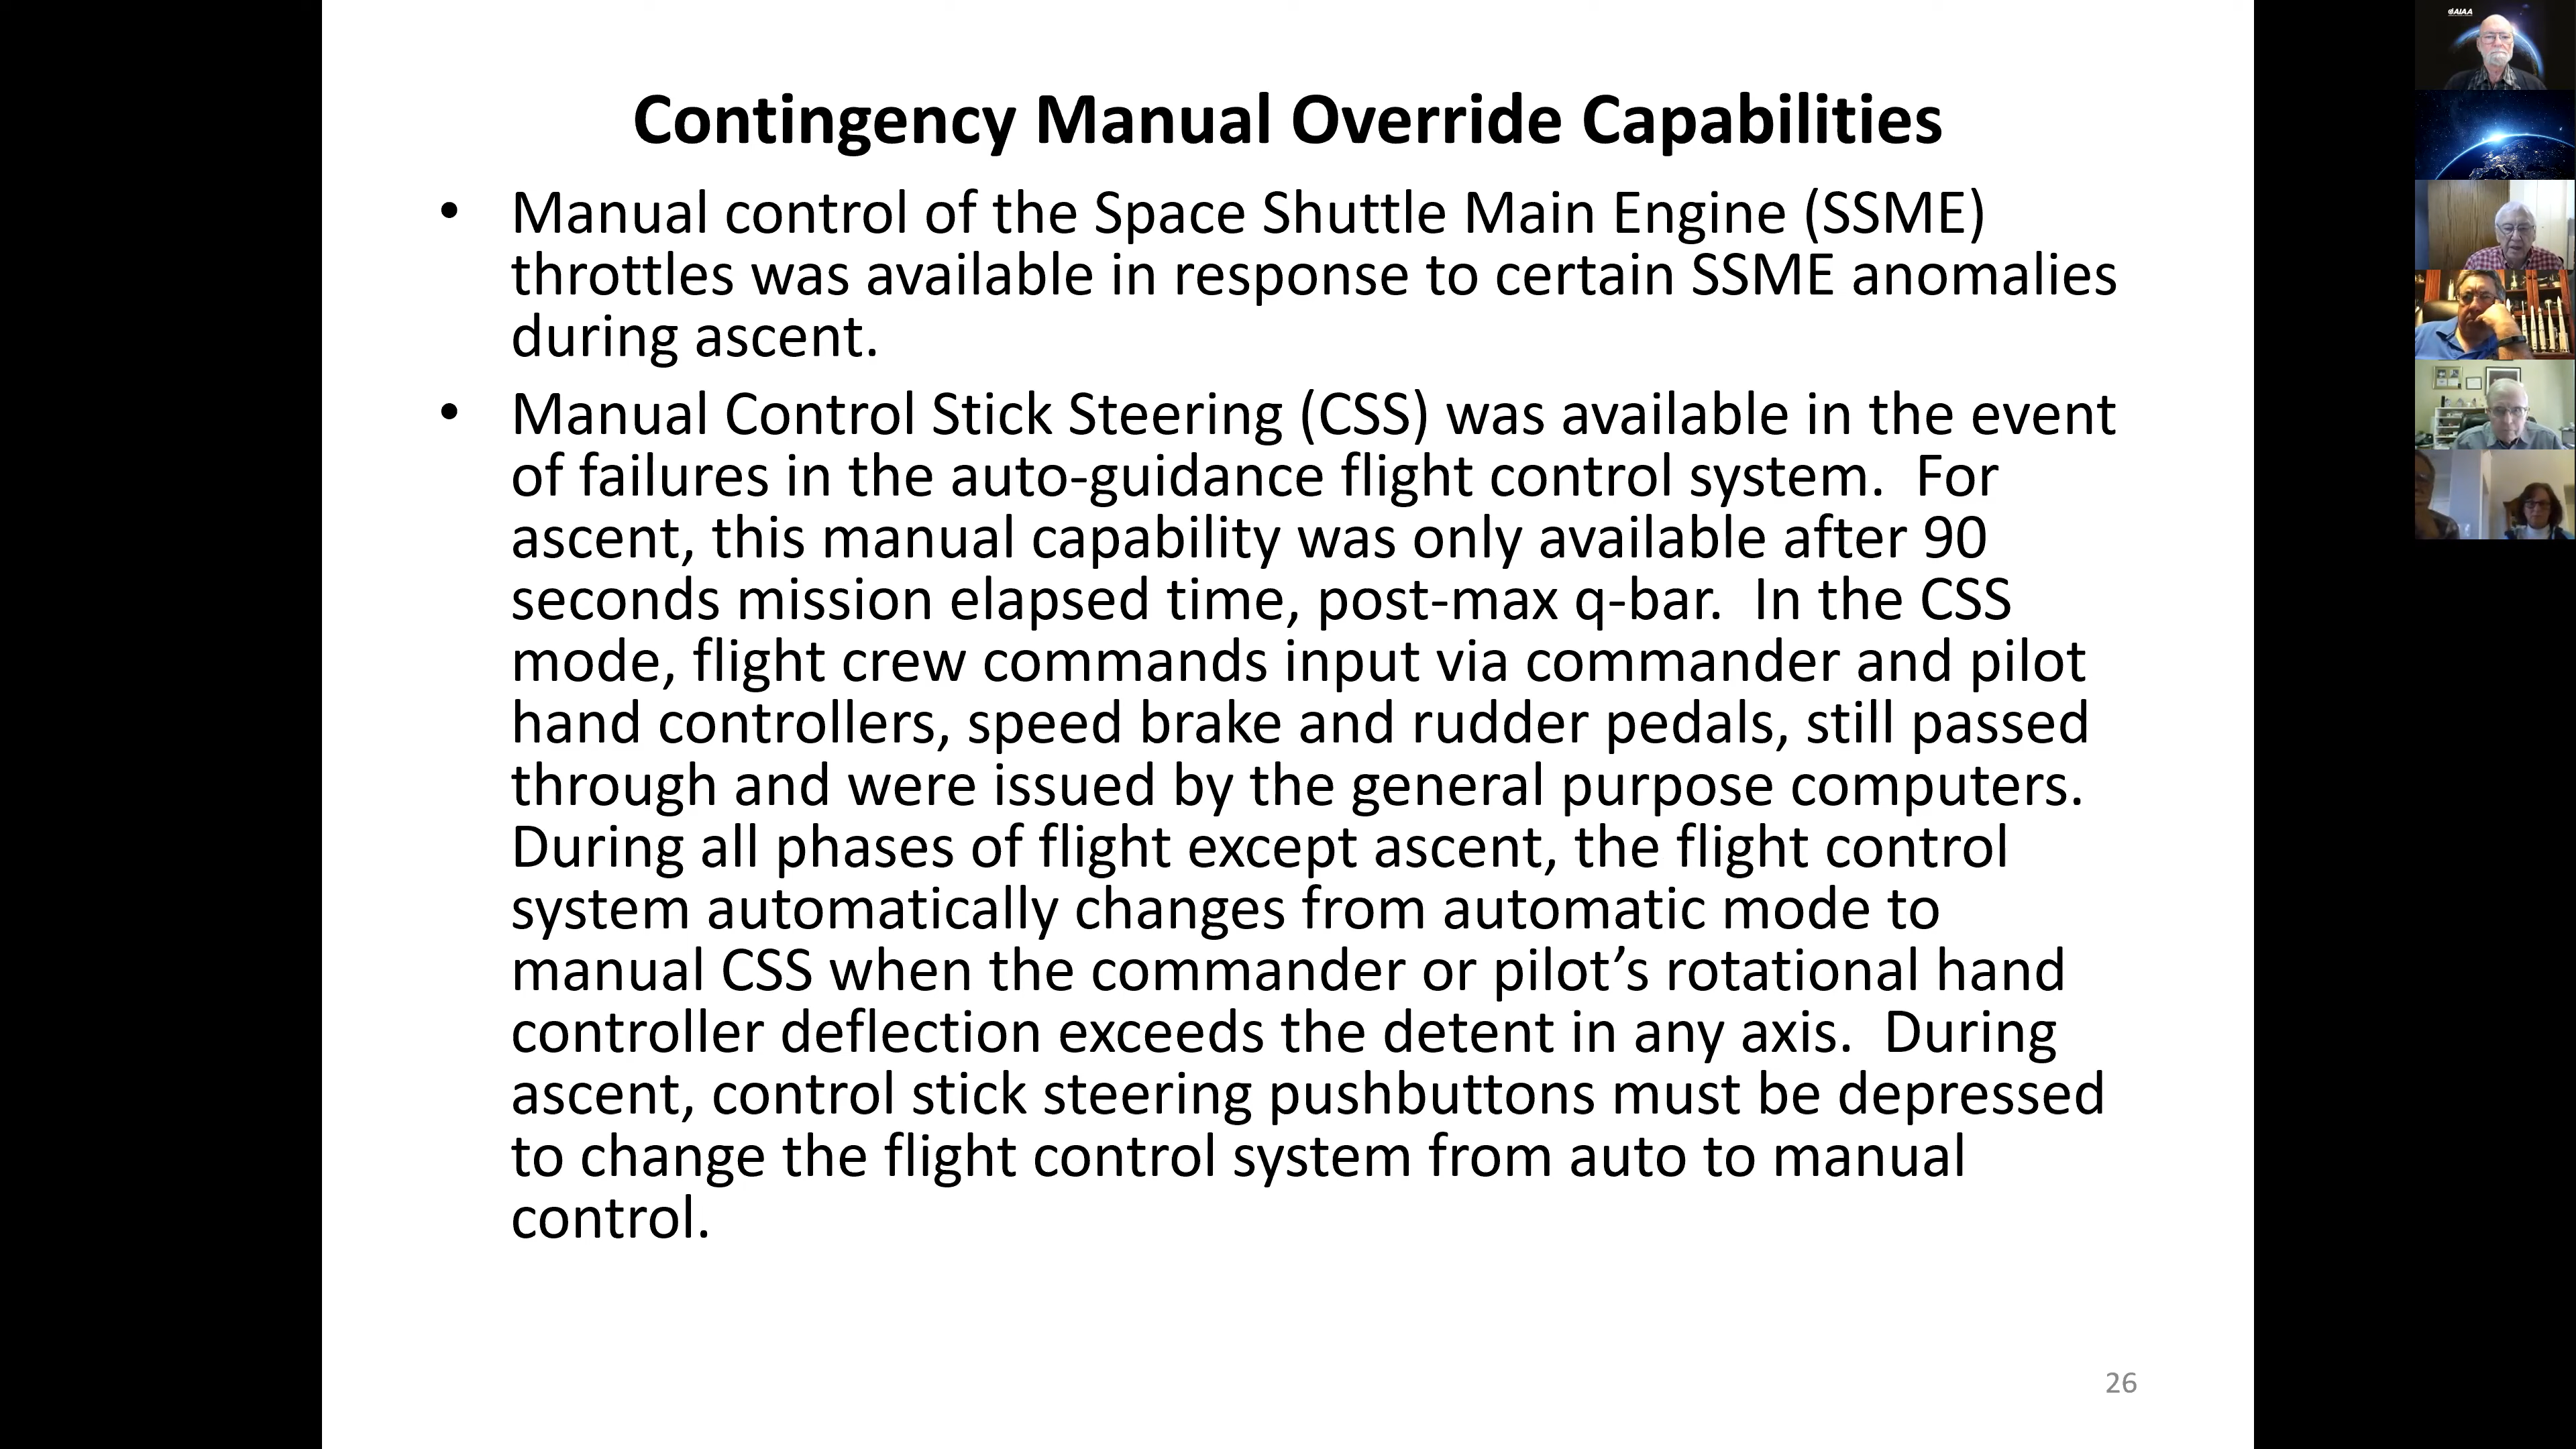 Contingency Manual Override Capabilities
• Manual control of the Space Shuttle Main Engine (SSME)
throttles was available in response to certain SSME anomalies
during ascent.
• Manual Control Stick Steering (CSS) was available in the event
of failures in the auto-guidance flight control system.  For
ascent, this manual capability was only available after 90
seconds mission elapsed time, post-max q-bar.  In the CSS
mode, flight crew commands input via commander and pilot
hand controllers, speed brake and rudder pedals, still passed
through and were issued by the general purpose computers.
During all phases of flight except ascent, the flight control
system automatically changes from automatic mode to
manual CSS when the commander or pilot’s rotational hand
controller deflection exceeds the detent in any axis.  During
ascent, control stick steering pushbuttons must be depressed
to change the flight control system from auto to manual
control.
26
AIAA